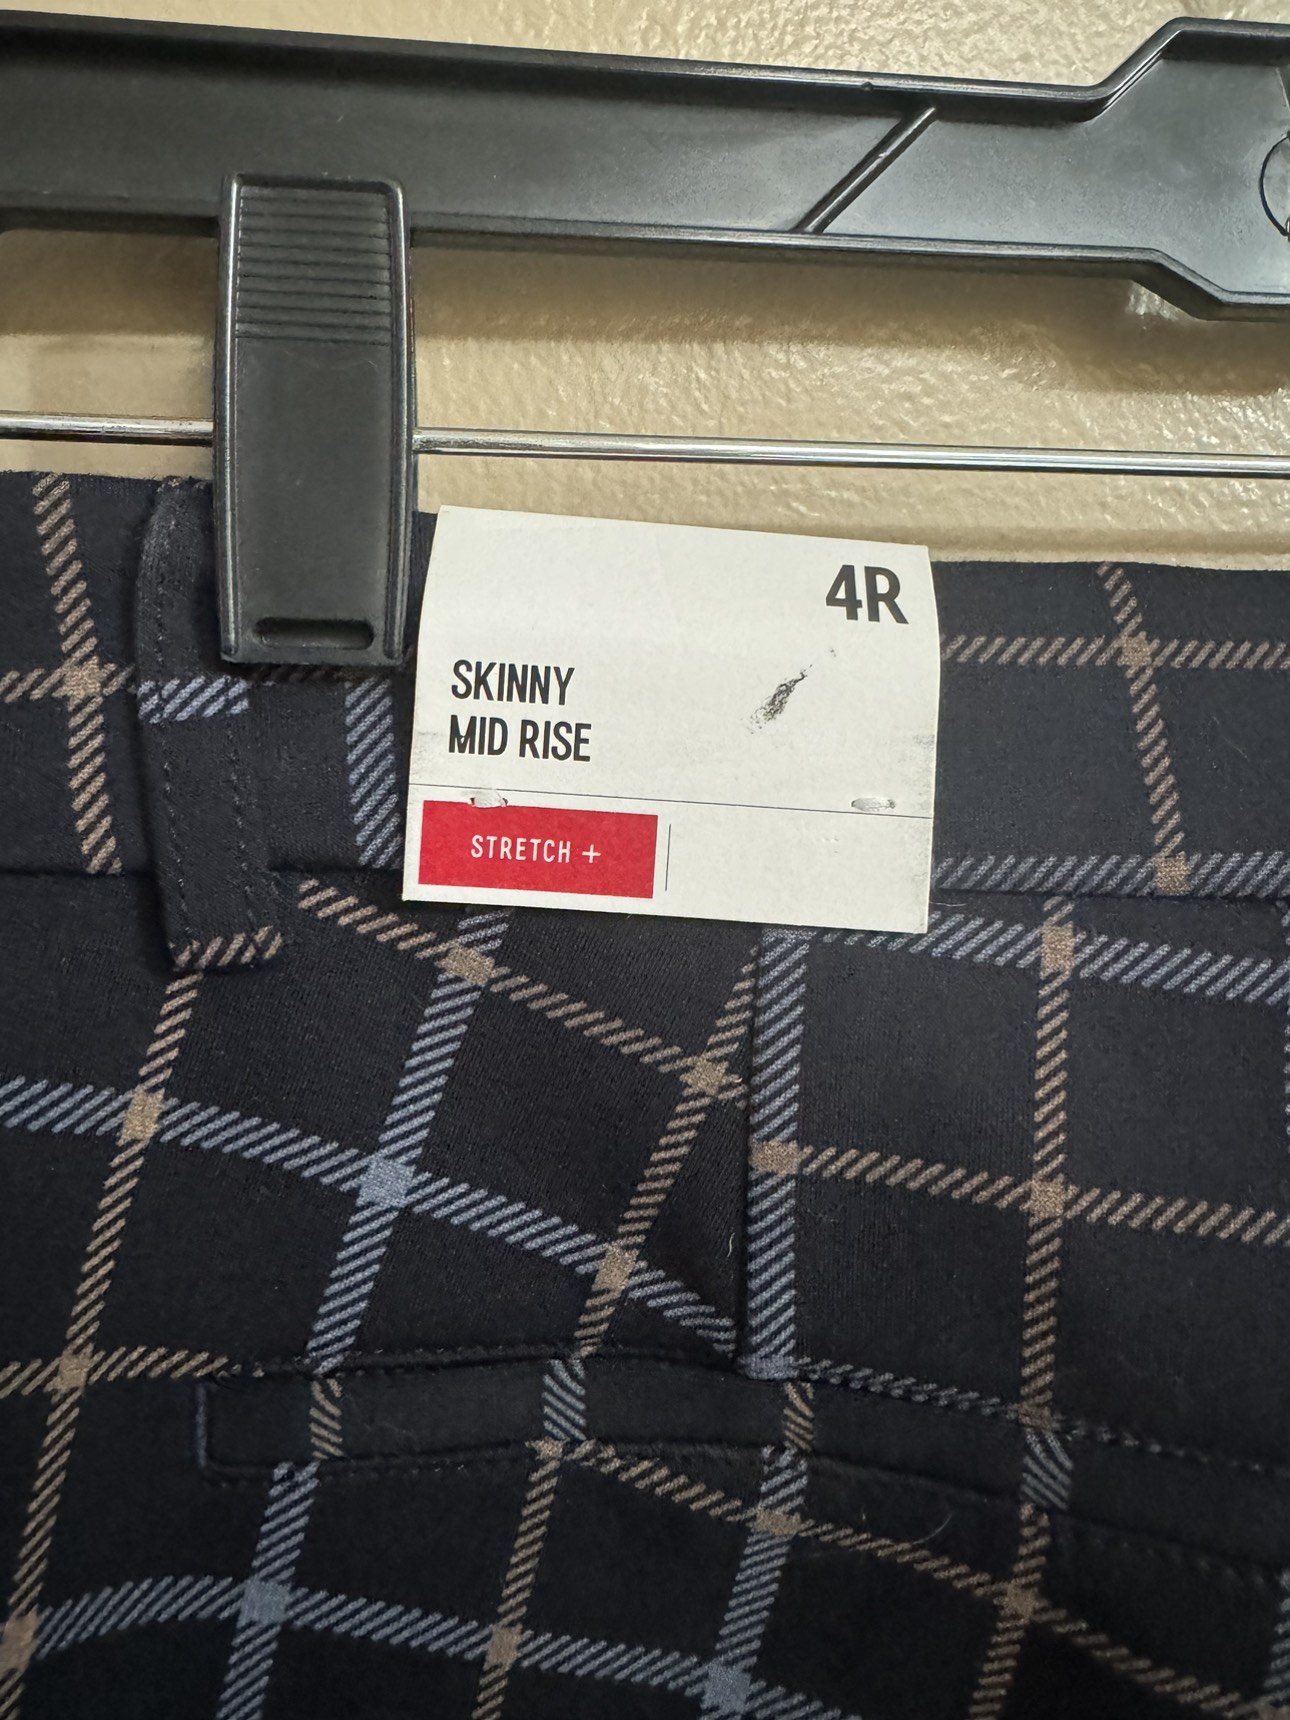 4R
SKINNY
MID RISE
STRETCH +